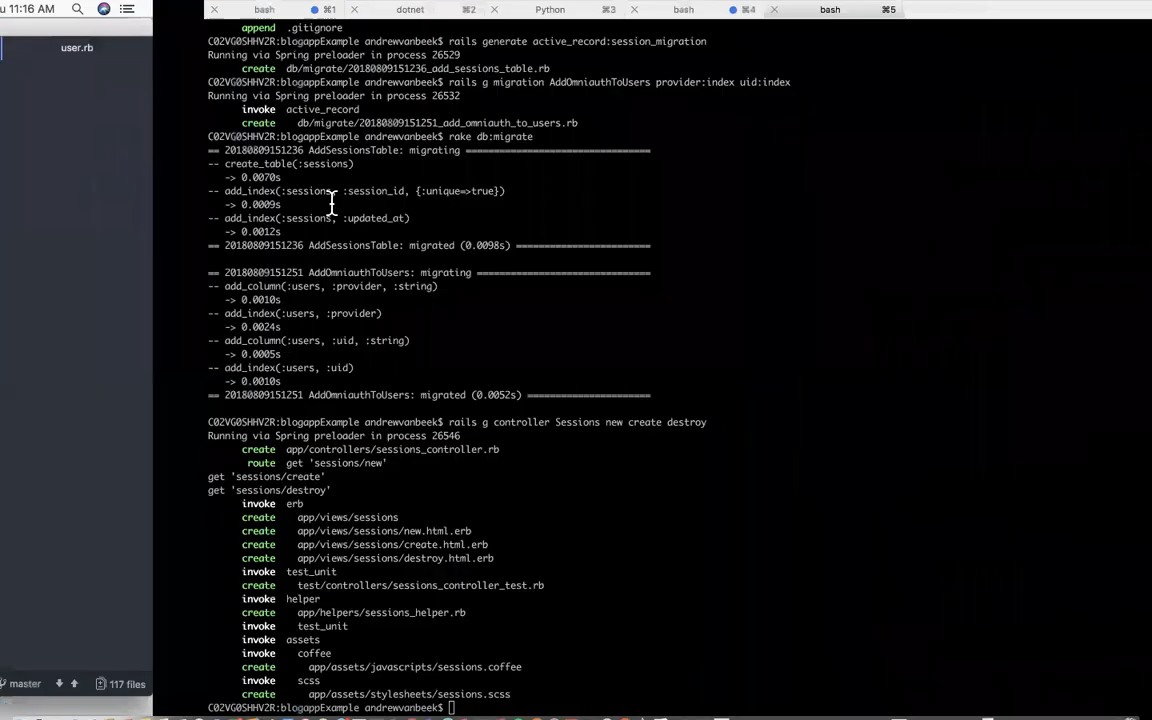 u 11:16 AM
bash ⌘1 dotnet ⌘2 Python ⌘3 bash ⌘4 bash ⌘5
user.rb
append .gitignore
C02VG0SHHV2R:blogappExample andrewvanbeek$ rails generate active_record:session_migration
Running via Spring preloader in process 26529
create db/migrate/20180809151236_add_sessions_table.rb
C02VG0SHHV2R:blogappExample andrewvanbeek$ rails g migration AddOmniauthToUsers provider:index uid:index
Running via Spring preloader in process 26532
invoke active_record
create db/migrate/20180809151251_add_omniauth_to_users.rb
C02VG0SHHV2R:blogappExample andrewvanbeek$ rake db:migrate
== 20180809151236 AddSessionsTable: migrating =================================
-- create_table(:sessions)
-> 0.0070s
-- add_index(:sessions, :session_id, {:unique=>true})
-> 0.0009s
-- add_index(:sessions, :updated_at)
-> 0.0012s
== 20180809151236 AddSessionsTable: migrated (0.0098s) ========================
== 20180809151251 AddOmniauthToUsers: migrating ===============================
-- add_column(:users, :provider, :string)
-> 0.0010s
-- add_index(:users, :provider)
-> 0.0024s
-- add_column(:users, :uid, :string)
-> 0.0005s
-- add_index(:users, :uid)
-> 0.0010s
== 20180809151251 AddOmniauthToUsers: migrated (0.0052s) ======================
C02VG0SHHV2R:blogappExample andrewvanbeek$ rails g controller Sessions new create destroy
Running via Spring preloader in process 26546
create app/controllers/sessions_controller.rb
route get 'sessions/new'
get 'sessions/create'
get 'sessions/destroy'
invoke erb
create app/views/sessions
create app/views/sessions/new.html.erb
create app/views/sessions/create.html.erb
create app/views/sessions/destroy.html.erb
invoke test_unit
create test/controllers/sessions_controller_test.rb
invoke helper
create app/helpers/sessions_helper.rb
invoke test_unit
invoke assets
invoke coffee
create app/assets/javascripts/sessions.coffee
invoke scss
create app/assets/stylesheets/sessions.scss
C02VG0SHHV2R:blogappExample andrewvanbeek$
master 117 files